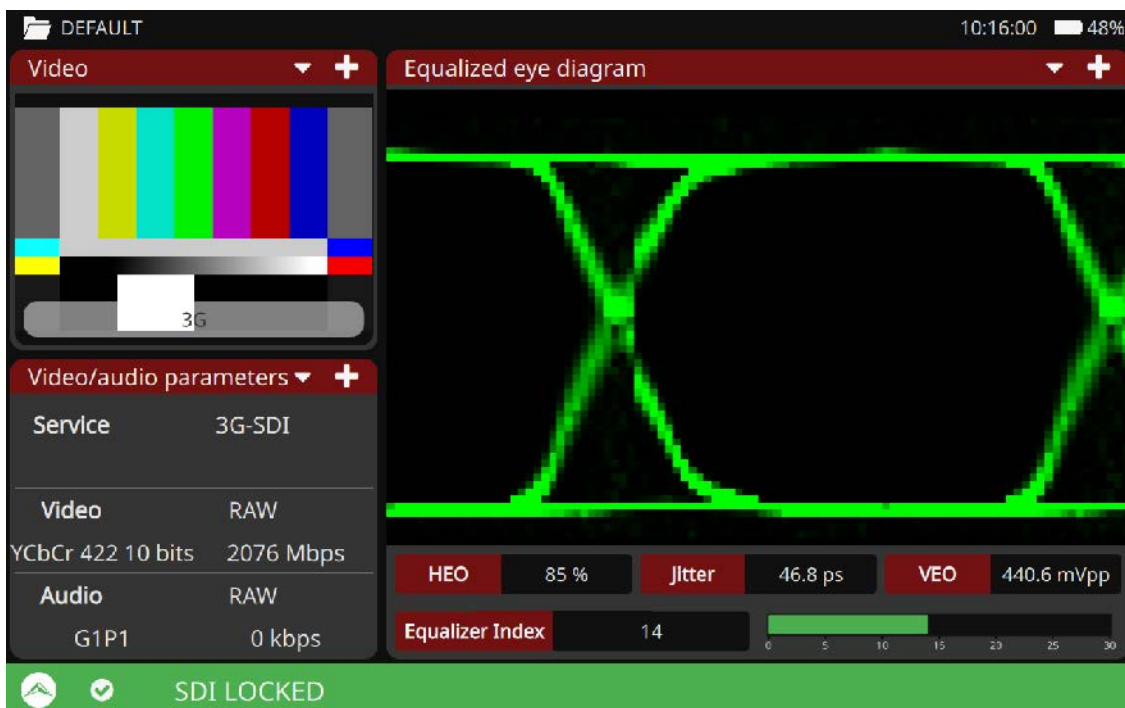 DEFAULT
10:16:00 48%
Video
3G
Video/audio parameters
Service 3G-SDI
Video RAW
YCbCr 422 10 bits 2076 Mbps
Audio RAW
G1P1 0 kbps
Equalized eye diagram
HEO 85 % Jitter 46.8 ps VEO 440.6 mVpp
Equalizer Index 14
0 5 10 15 20 25 30
SDI LOCKED